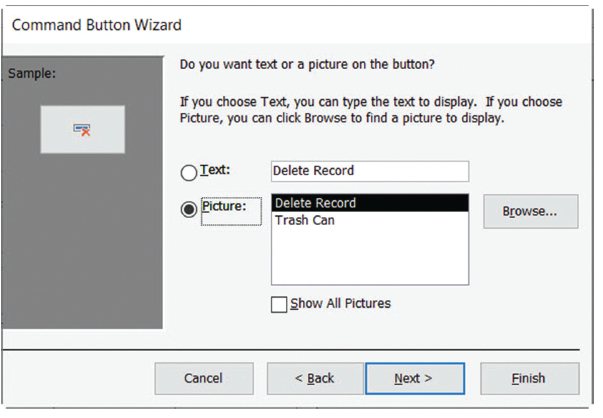 Command Button Wizard
Sample:
Do you want text or a picture on the button?
If you choose Text, you can type the text to display.  If you choose
Picture, you can click Browse to find a picture to display.
Text:
Delete Record
Picture:
Delete Record
Trash Can
Browse...
Show All Pictures
Cancel
< Back
Next >
Finish